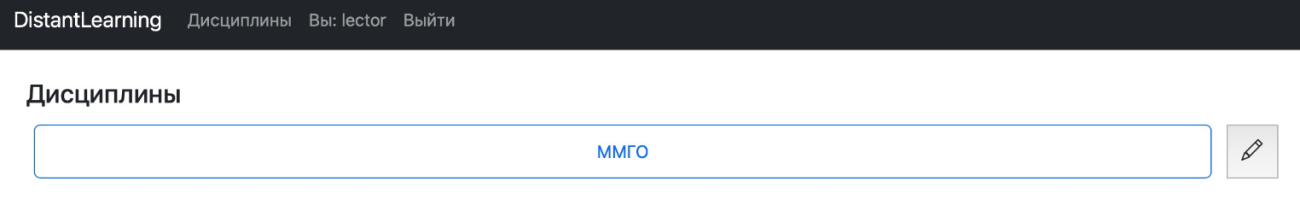 DistantLearning Дисциплины Вы: lector Выйти
Дисциплины
ММГО